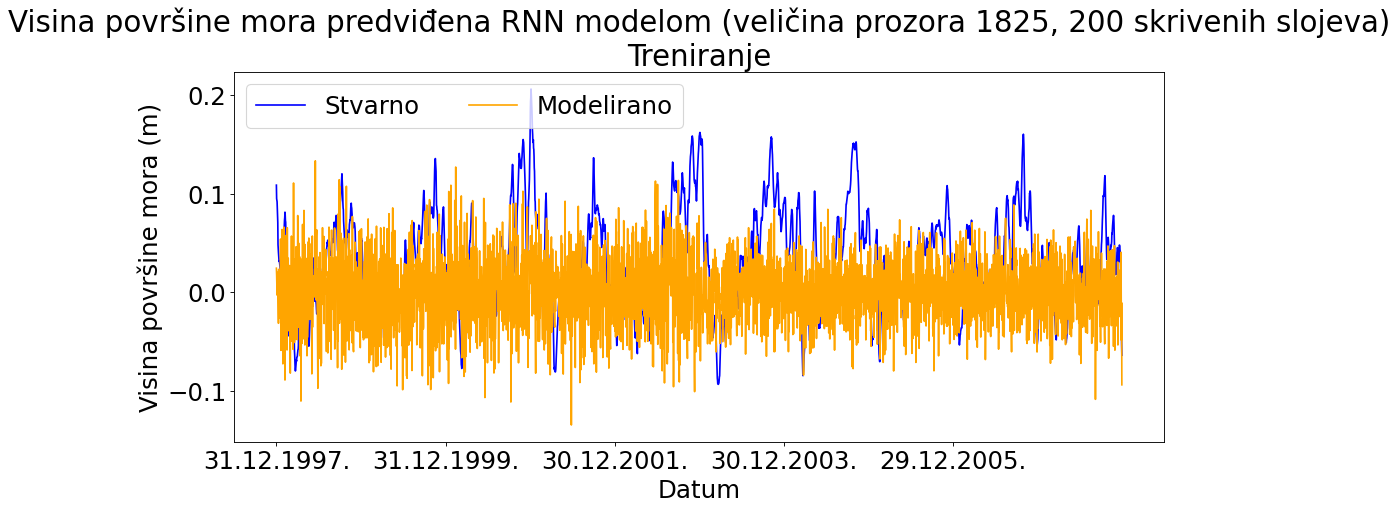 Visina površine mora predviđena RNN modelom (veličina prozora 1825, 200 skrivenih slojeva)
Treniranje
Stvarno Modelirano
Visina površine mora (m)
0.2
0.1
0.0
−0.1
31.12.1997. 31.12.1999. 30.12.2001. 30.12.2003. 29.12.2005.
Datum